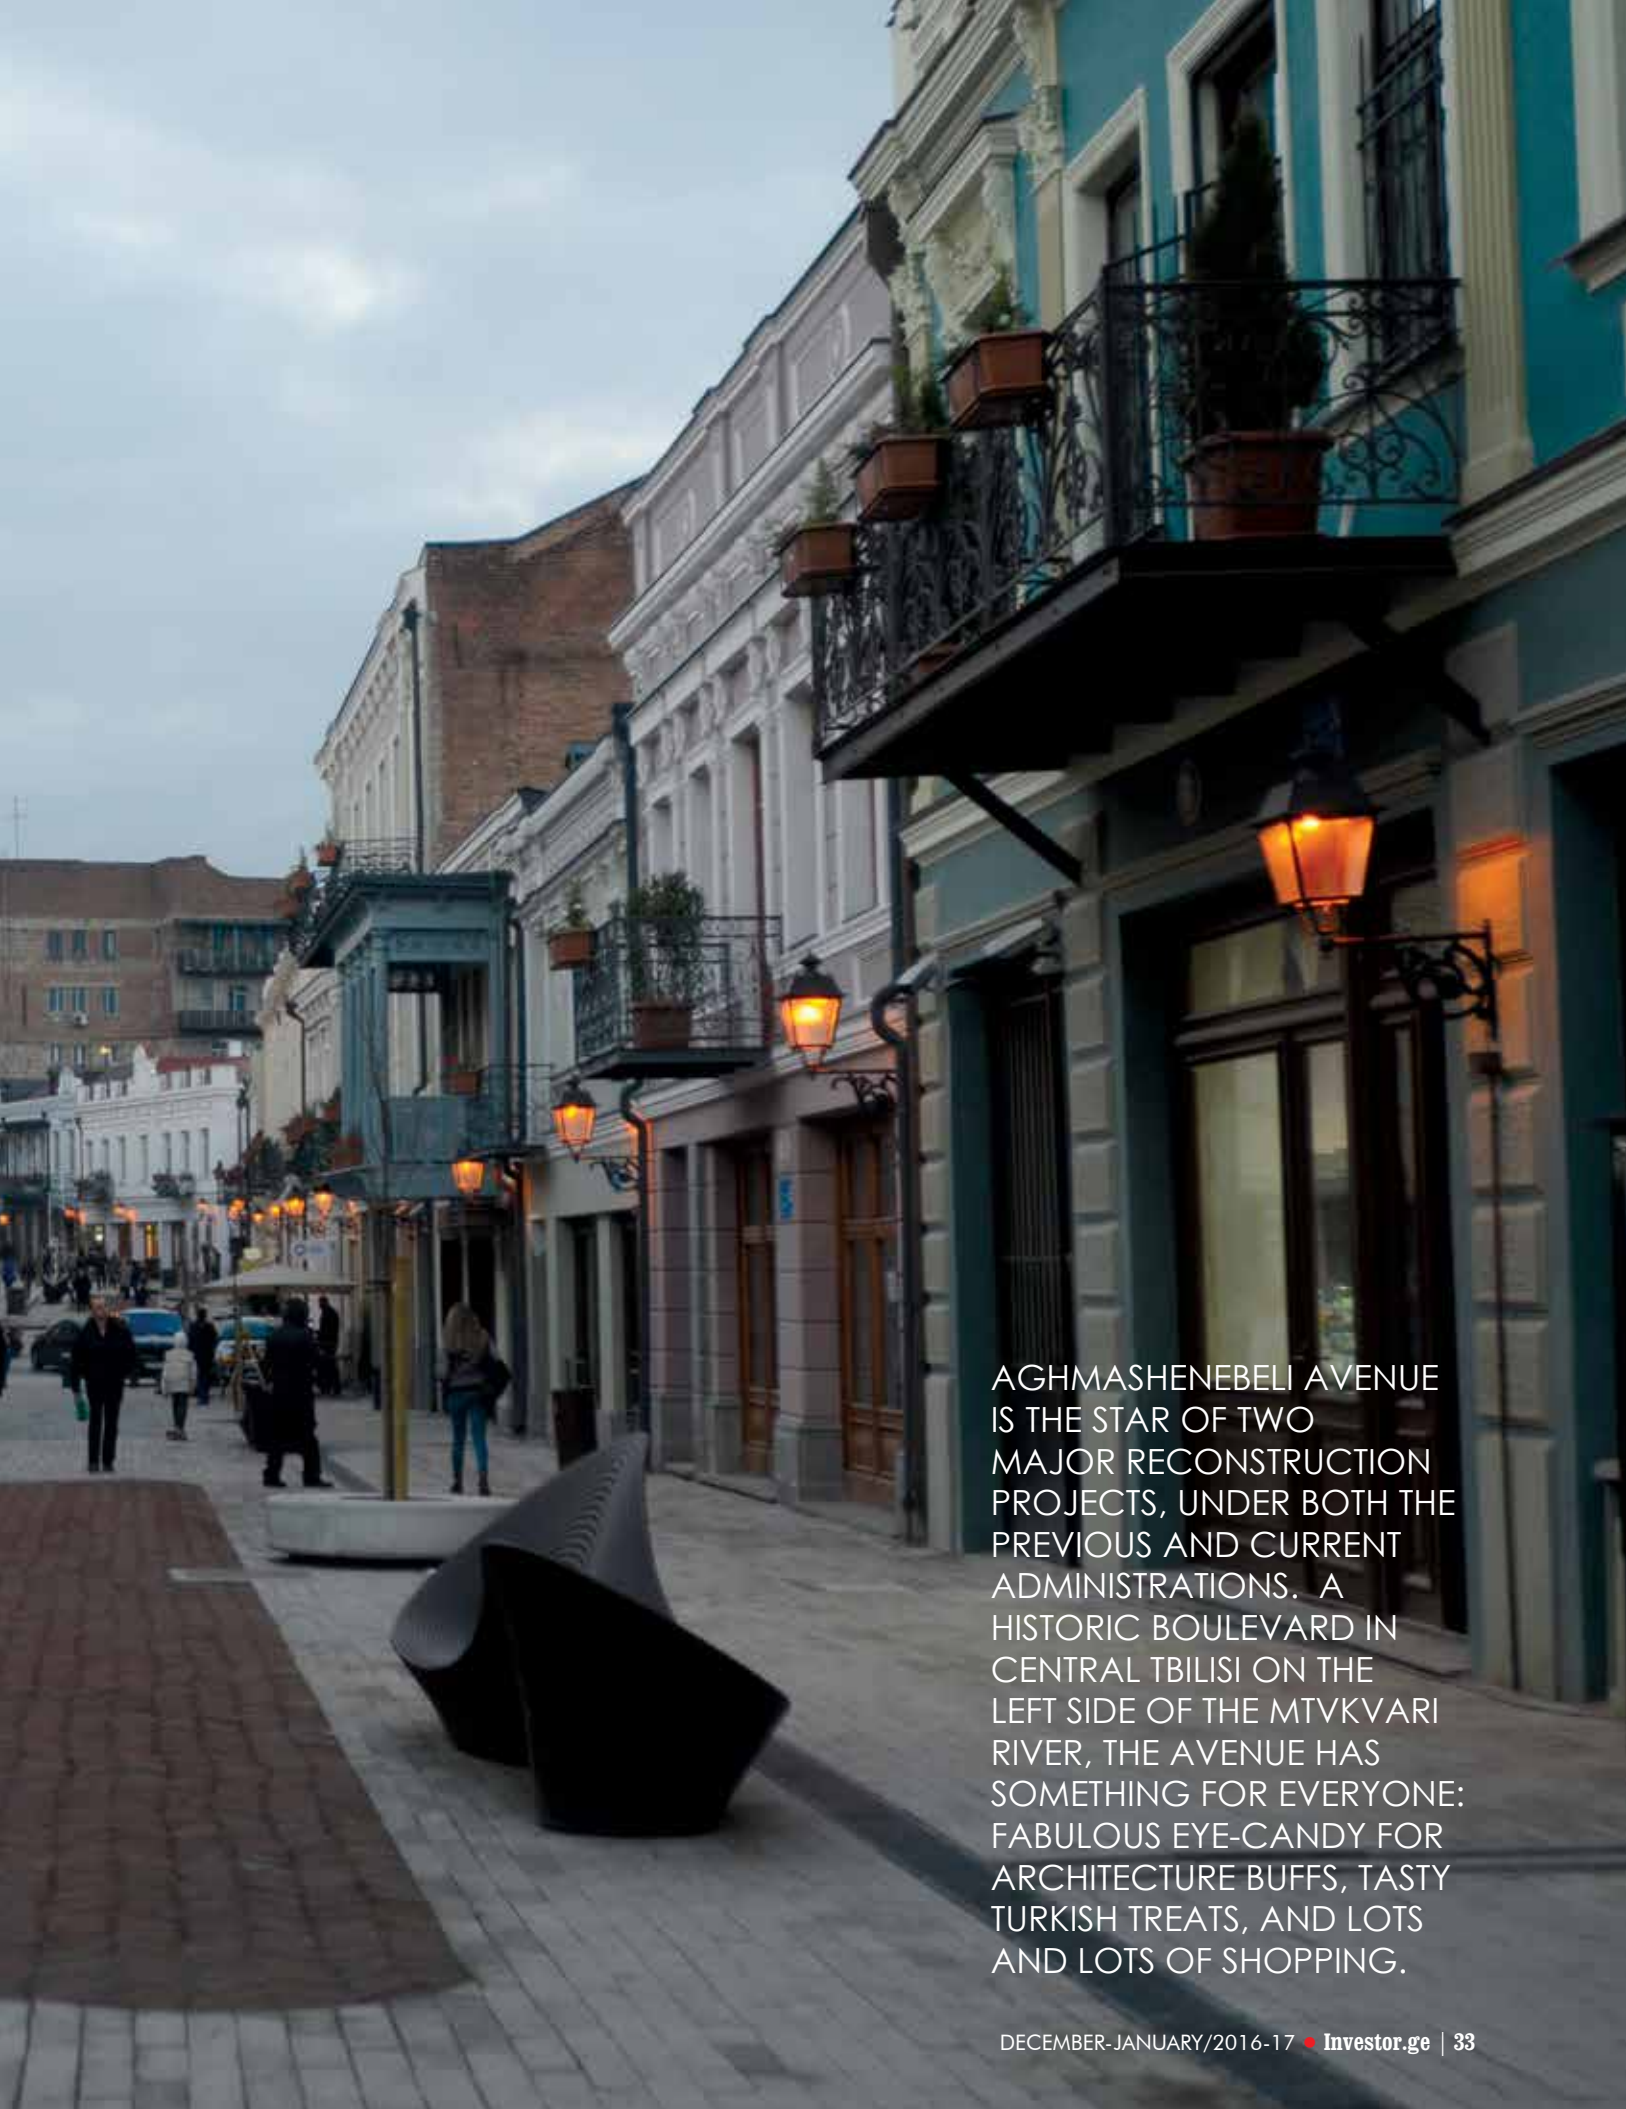 AGHMASHENEBELI AVENUE
IS THE STAR OF TWO
MAJOR RECONSTRUCTION
PROJECTS, UNDER BOTH THE
PREVIOUS AND CURRENT
ADMINISTRATIONS. A
HISTORIC BOULEVARD IN
CENTRAL TBILISI ON THE
LEFT SIDE OF THE MTVKVARI
RIVER, THE AVENUE HAS
SOMETHING FOR EVERYONE:
FABULOUS EYE-CANDY FOR
ARCHITECTURE BUFFS, TASTY
TURKISH TREATS, AND LOTS
AND LOTS OF SHOPPING.
DECEMBER-JANUARY/2016-17 • Investor.ge | 33